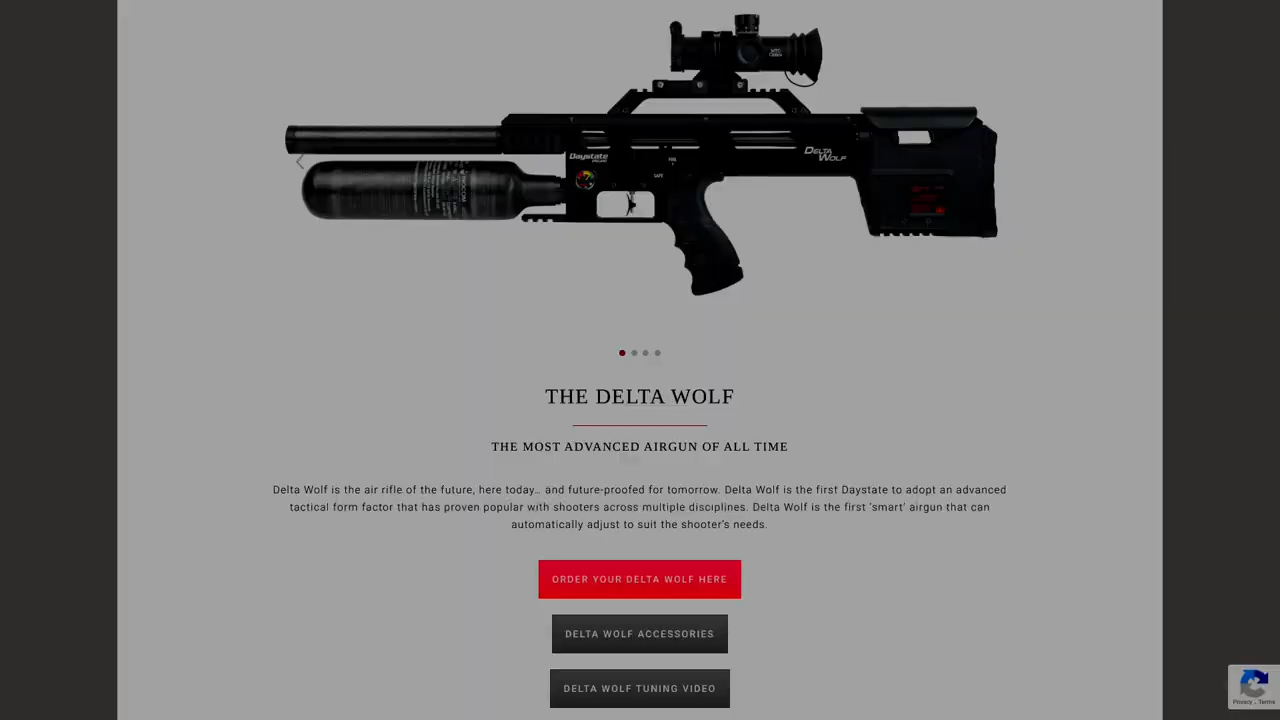 Daystate
FIRE
SAFE
DELTA
WOLF
THE DELTA WOLF
THE MOST ADVANCED AIRGUN OF ALL TIME
Delta Wolf is the air rifle of the future, here today… and future-proofed for tomorrow. Delta Wolf is the first Daystate to adopt an advanced
tactical form factor that has proven popular with shooters across multiple disciplines. Delta Wolf is the first ‘smart’ airgun that can
automatically adjust to suit the shooter’s needs.
ORDER YOUR DELTA WOLF HERE
DELTA WOLF ACCESSORIES
DELTA WOLF TUNING VIDEO
Privacy - Terms